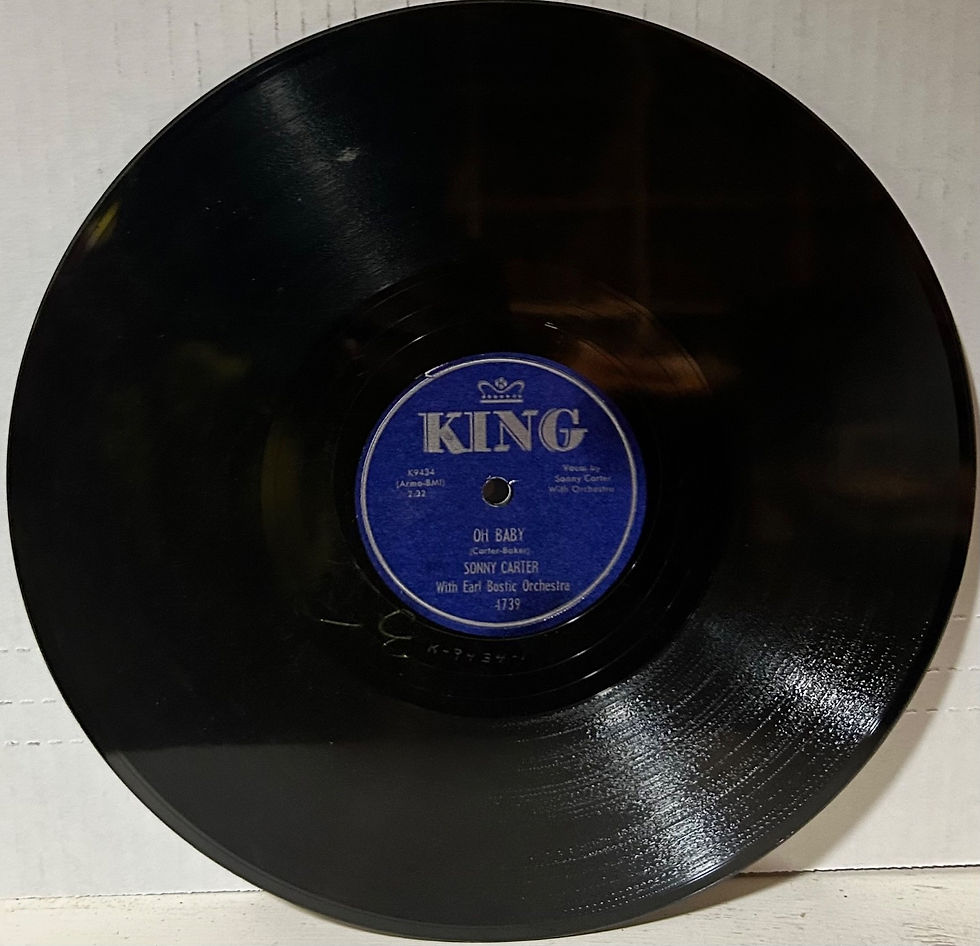 K
KING
K9434
(Armo-BMI)
2:32
Vocal by
Sonny Carter
With Orchestra
OH BABY
(Carter-Baker)
SONNY CARTER
With Earl Bostic Orchestra
4739
K-9434-1